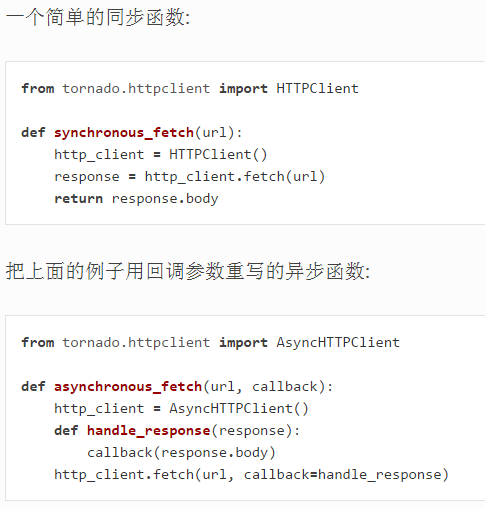 一个简单的同步函数:
from tornado.httpclient import HTTPClient
def synchronous_fetch(url):
    http_client = HTTPClient()
    response = http_client.fetch(url)
    return response.body
把上面的例子用回调参数重写的异步函数:
from tornado.httpclient import AsyncHTTPClient
def asynchronous_fetch(url, callback):
    http_client = AsyncHTTPClient()
    def handle_response(response):
        callback(response.body)
    http_client.fetch(url, callback=handle_response)